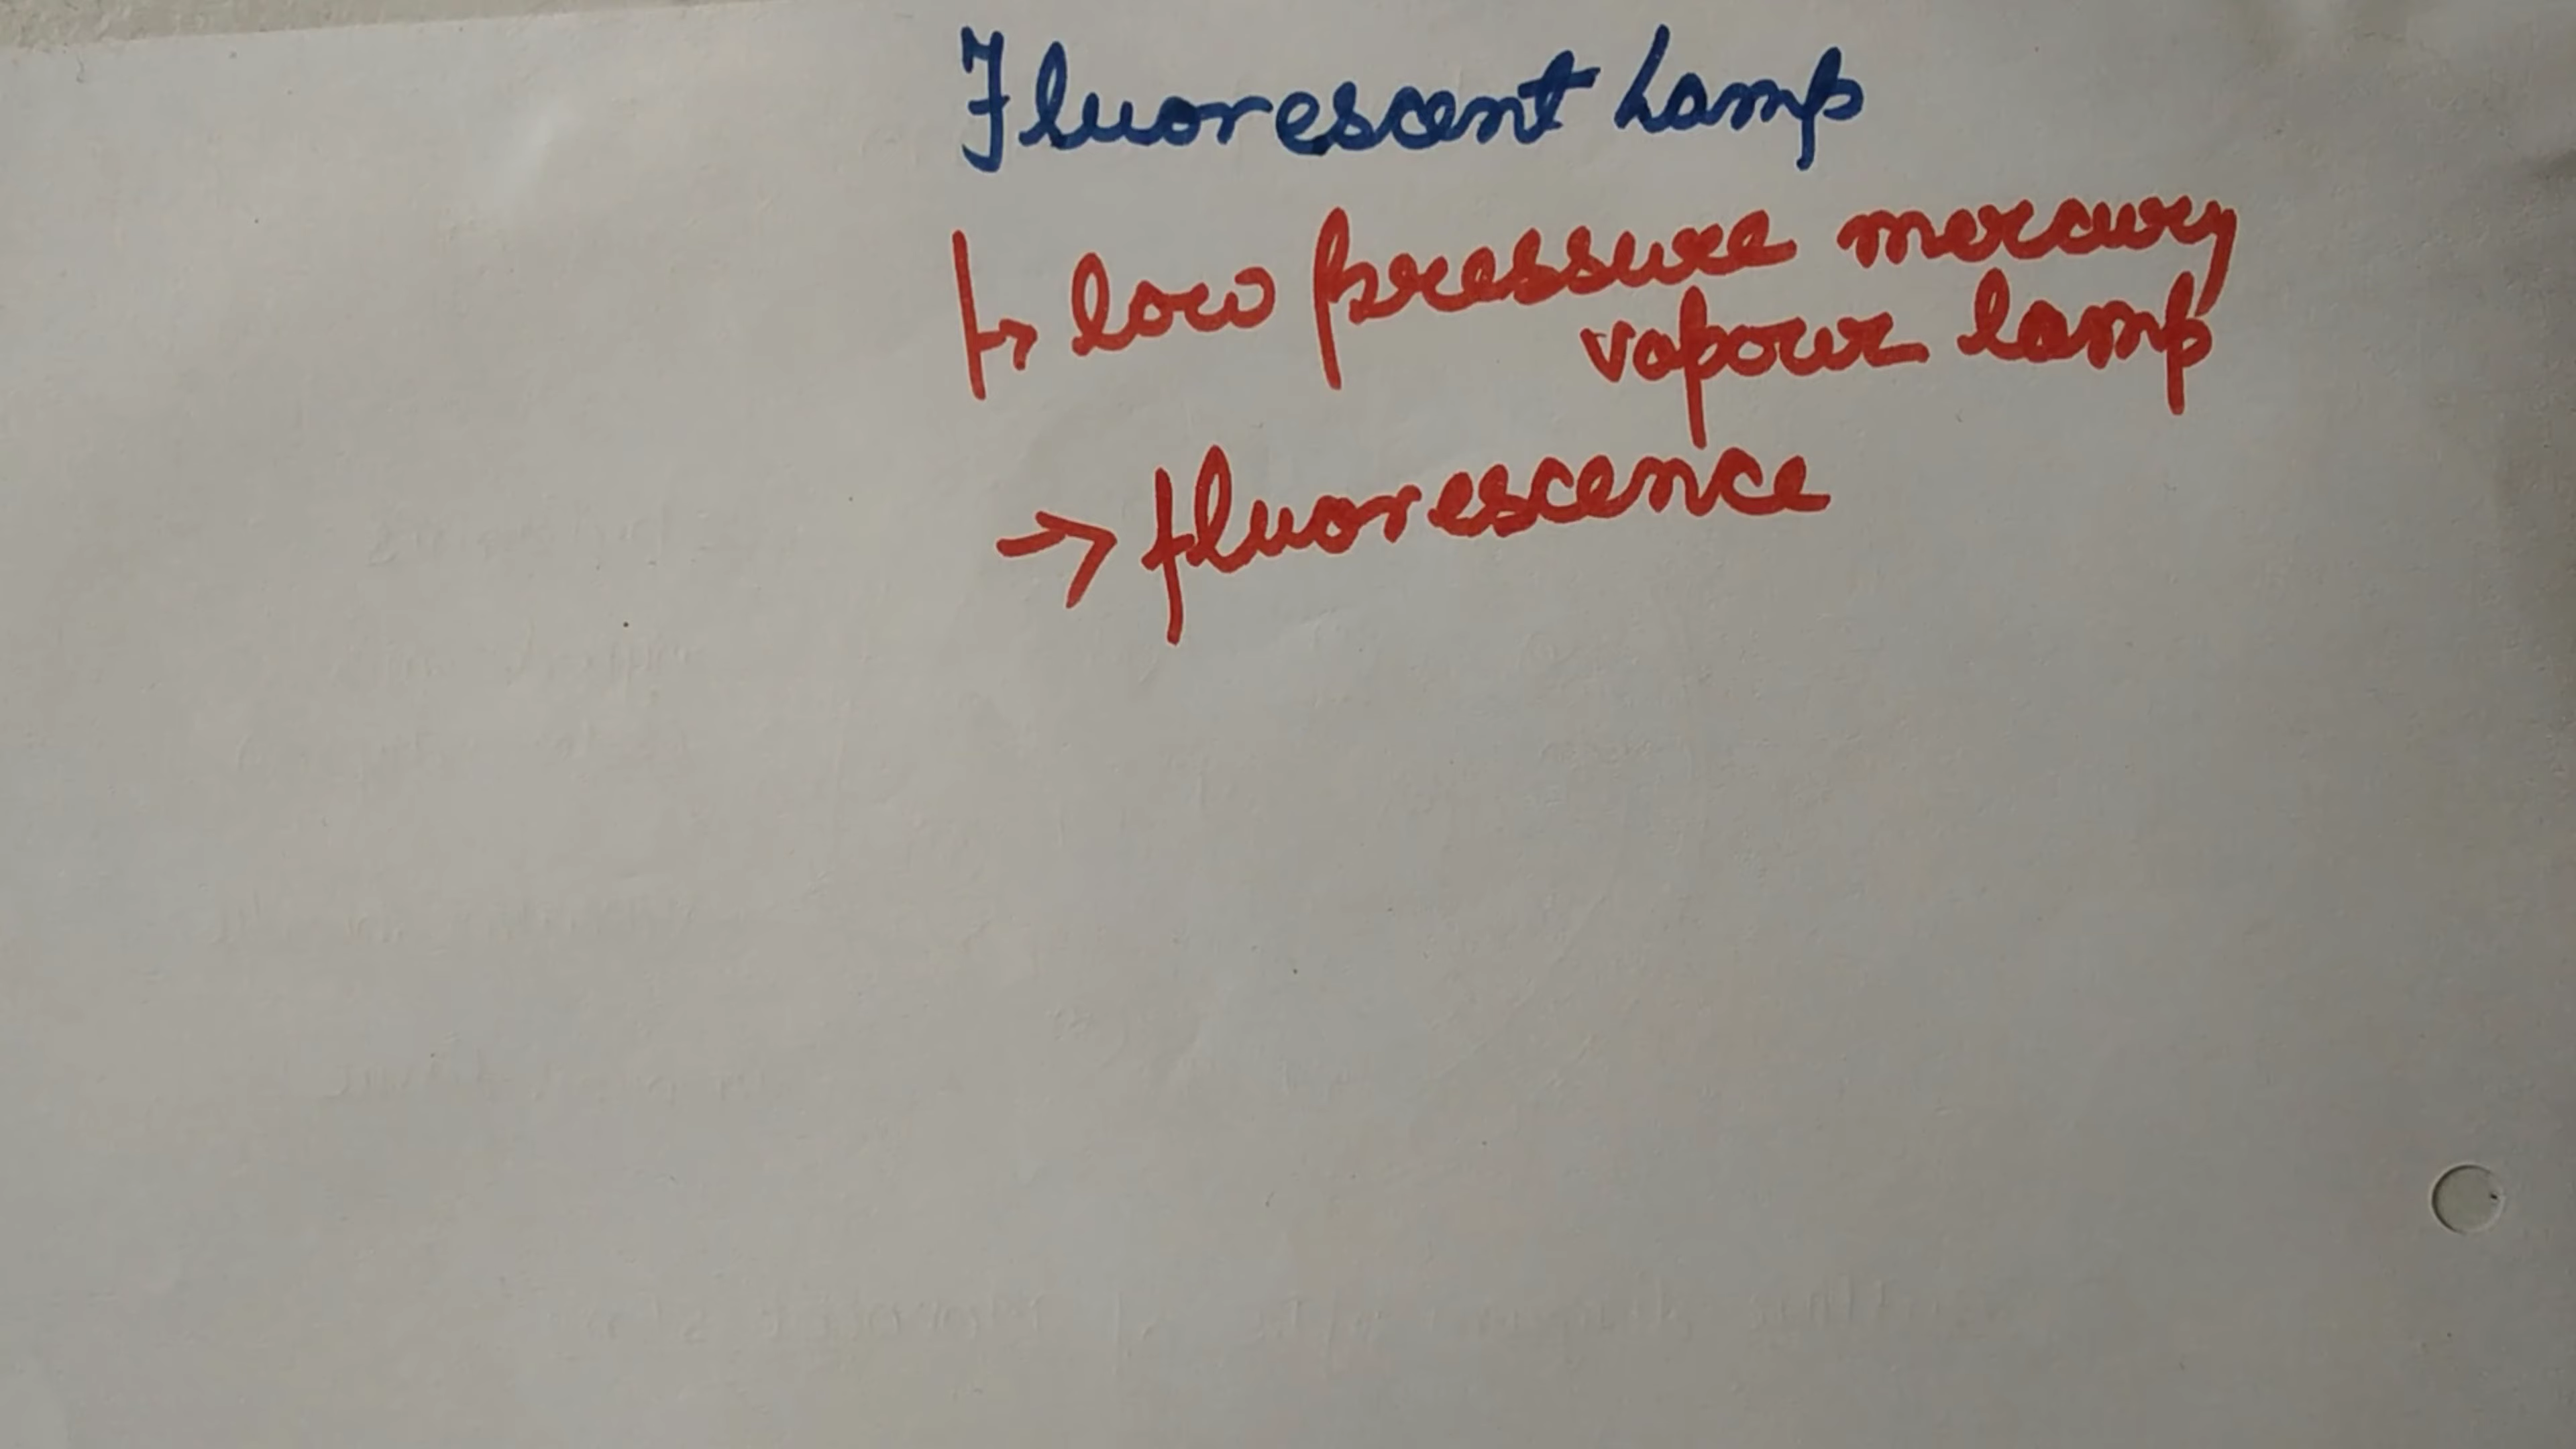 Fluorescent Lamp
↳ low pressure mercury
vapour lamp
→ fluorescence